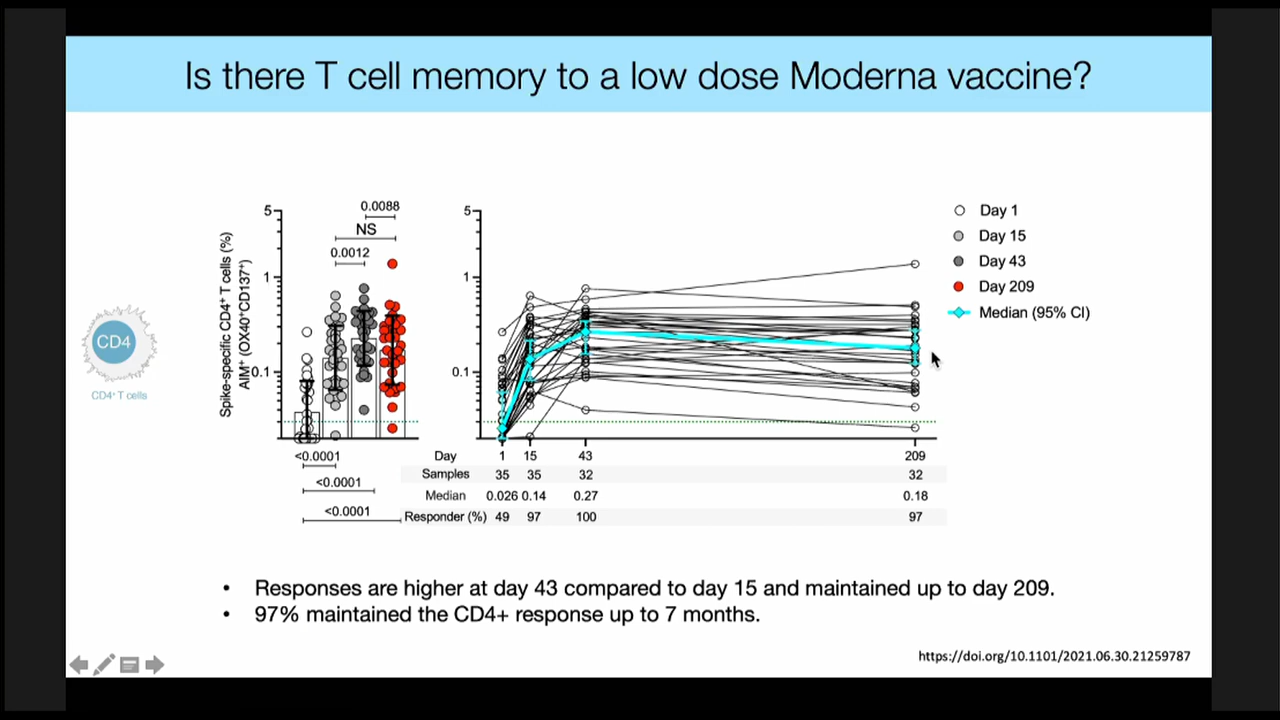 Is there T cell memory to a low dose Moderna vaccine?
CD4
CD4⁺ T cells
Spike-specific CD4⁺ T cells (%)
AIM⁺ (OX40⁺CD137⁺)
5
1
0.1
0.0088
NS
0.0012
<0.0001
<0.0001
<0.0001
5
1
0.1
Day 1 15 43 209
Samples 35 35 32 32
Median 0.026 0.14 0.27 0.18
Responder (%) 49 97 100 97
Day 1
Day 15
Day 43
Day 209
Median (95% CI)
• Responses are higher at day 43 compared to day 15 and maintained up to day 209.
• 97% maintained the CD4+ response up to 7 months.
https://doi.org/10.1101/2021.06.30.21259787